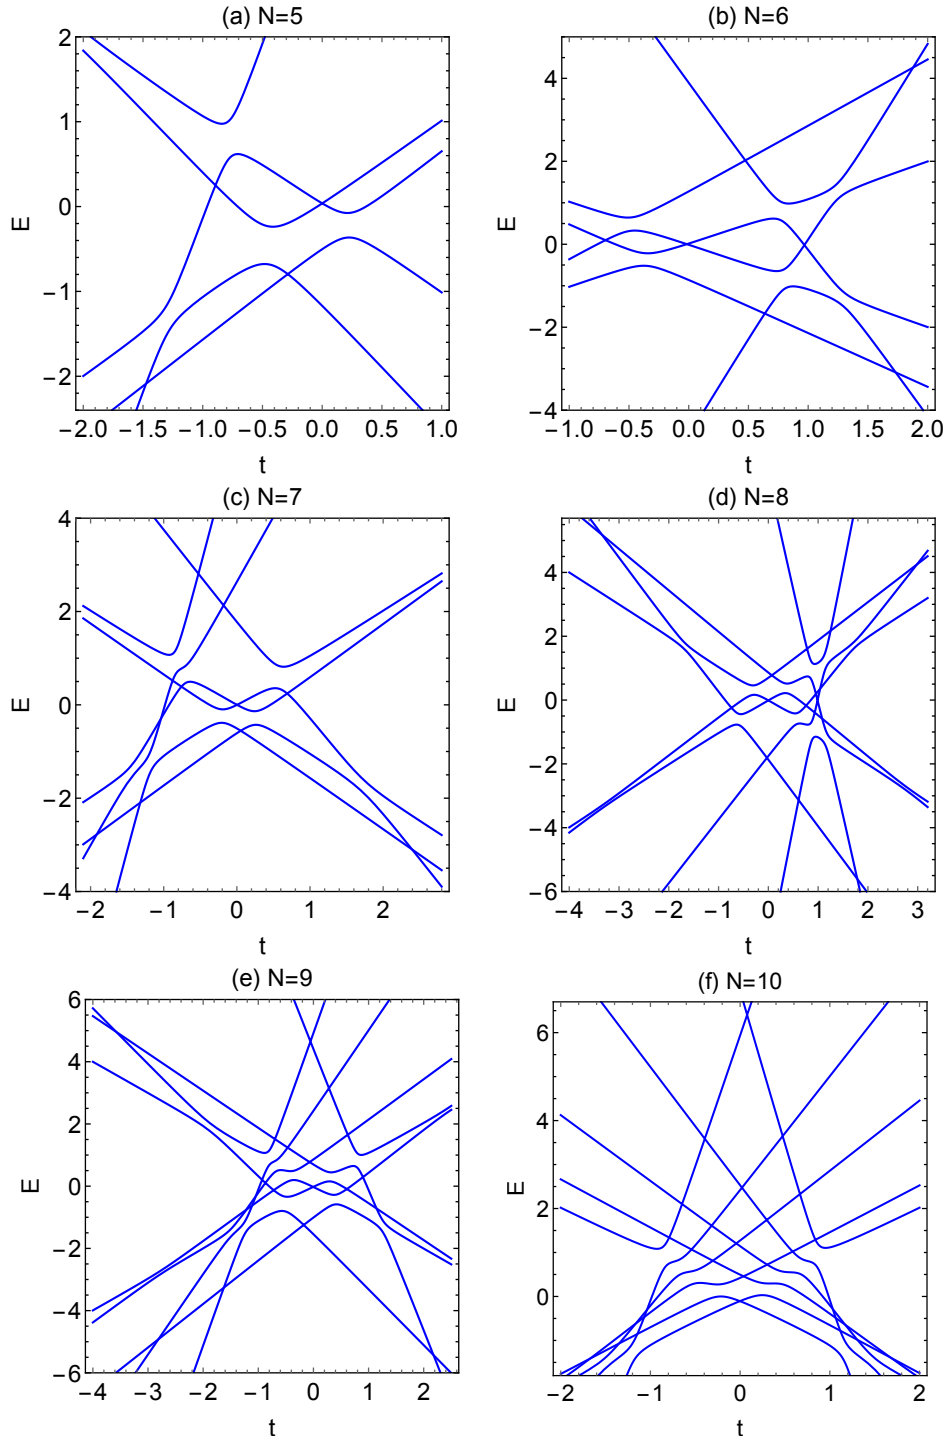 (a) N=5
(b) N=6
2
1
0
−1
−2
E
−2.0 −1.5 −1.0 −0.5 0.0 0.5 1.0
t
4
2
0
−2
−4
E
−1.0 −0.5 0.0 0.5 1.0 1.5 2.0
t
(c) N=7
(d) N=8
4
2
0
−2
−4
E
−2 −1 0 1 2
t
4
2
0
−2
−4
−6
E
−4 −3 −2 −1 0 1 2 3
t
(e) N=9
(f) N=10
6
4
2
0
−2
−4
−6
E
−4 −3 −2 −1 0 1 2
t
6
4
2
0
E
−2 −1 0 1 2
t